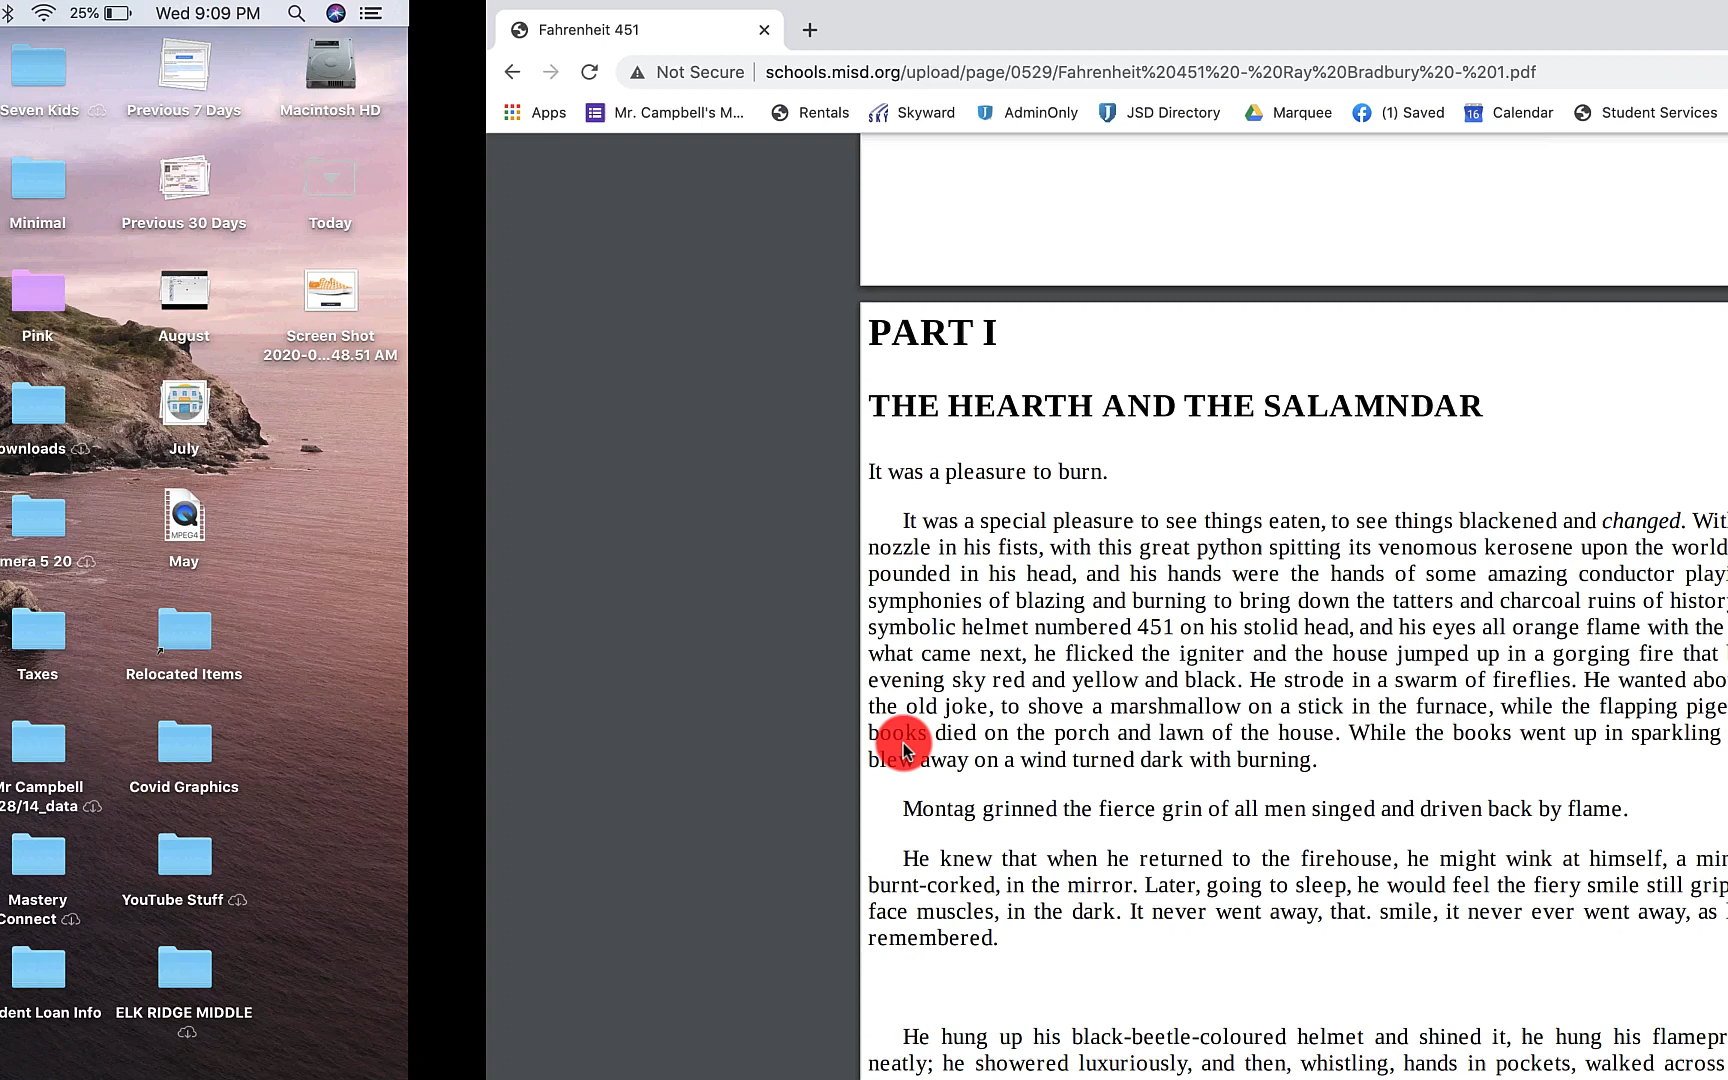 25% Wed 9:09 PM
Seven Kids
Previous 7 Days
Macintosh HD
Minimal
Previous 30 Days
Today
Pink
August
Screen Shot
2020-0...48.51 AM
ownloads
July
mera 5 20
MPEG4
May
Taxes
Relocated Items
Mr Campbell
28/14_data
Covid Graphics
Mastery
Connect
YouTube Stuff
dent Loan Info
ELK RIDGE MIDDLE
Fahrenheit 451
Not Secure schools.misd.org/upload/page/0529/Fahrenheit%20451%20-%20Ray%20Bradbury%20-%201.pdf
Apps Mr. Campbell's M... Rentals Skyward AdminOnly JSD Directory Marquee (1) Saved 16 Calendar Student Services
PART I
THE HEARTH AND THE SALAMNDAR
It was a pleasure to burn.
It was a special pleasure to see things eaten, to see things blackened and changed. Wit
nozzle in his fists, with this great python spitting its venomous kerosene upon the world
pounded in his head, and his hands were the hands of some amazing conductor playi
symphonies of blazing and burning to bring down the tatters and charcoal ruins of histor
symbolic helmet numbered 451 on his stolid head, and his eyes all orange flame with the
what came next, he flicked the igniter and the house jumped up in a gorging fire that
evening sky red and yellow and black. He strode in a swarm of fireflies. He wanted abo
the old joke, to shove a marshmallow on a stick in the furnace, while the flapping pige
books died on the porch and lawn of the house. While the books went up in sparkling
blew away on a wind turned dark with burning.
Montag grinned the fierce grin of all men singed and driven back by flame.
He knew that when he returned to the firehouse, he might wink at himself, a min
burnt-corked, in the mirror. Later, going to sleep, he would feel the fiery smile still grip
face muscles, in the dark. It never went away, that. smile, it never ever went away, as
remembered.
He hung up his black-beetle-coloured helmet and shined it, he hung his flamepr
neatly; he showered luxuriously, and then, whistling, hands in pockets, walked across